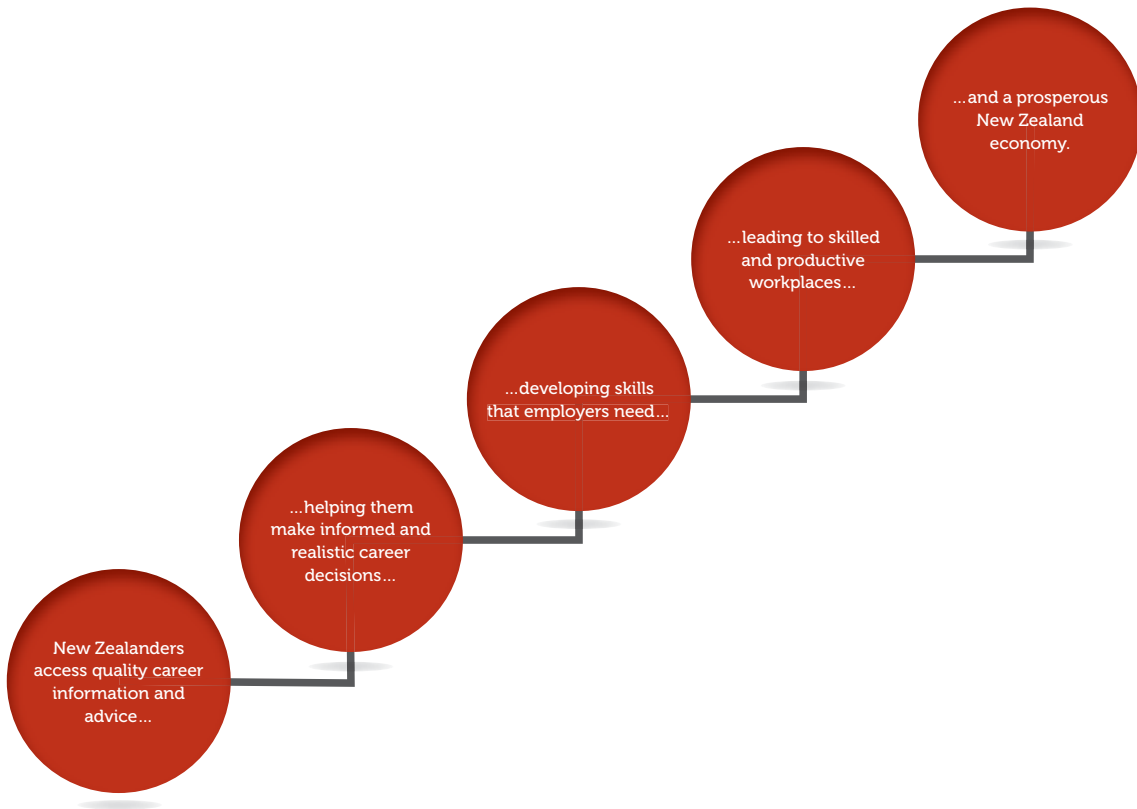 New Zealanders
access quality career
information and
advice...
...helping them
make informed and
realistic career
decisions...
...developing skills
that employers need...
...leading to skilled
and productive
workplaces...
...and a prosperous
New Zealand
economy.